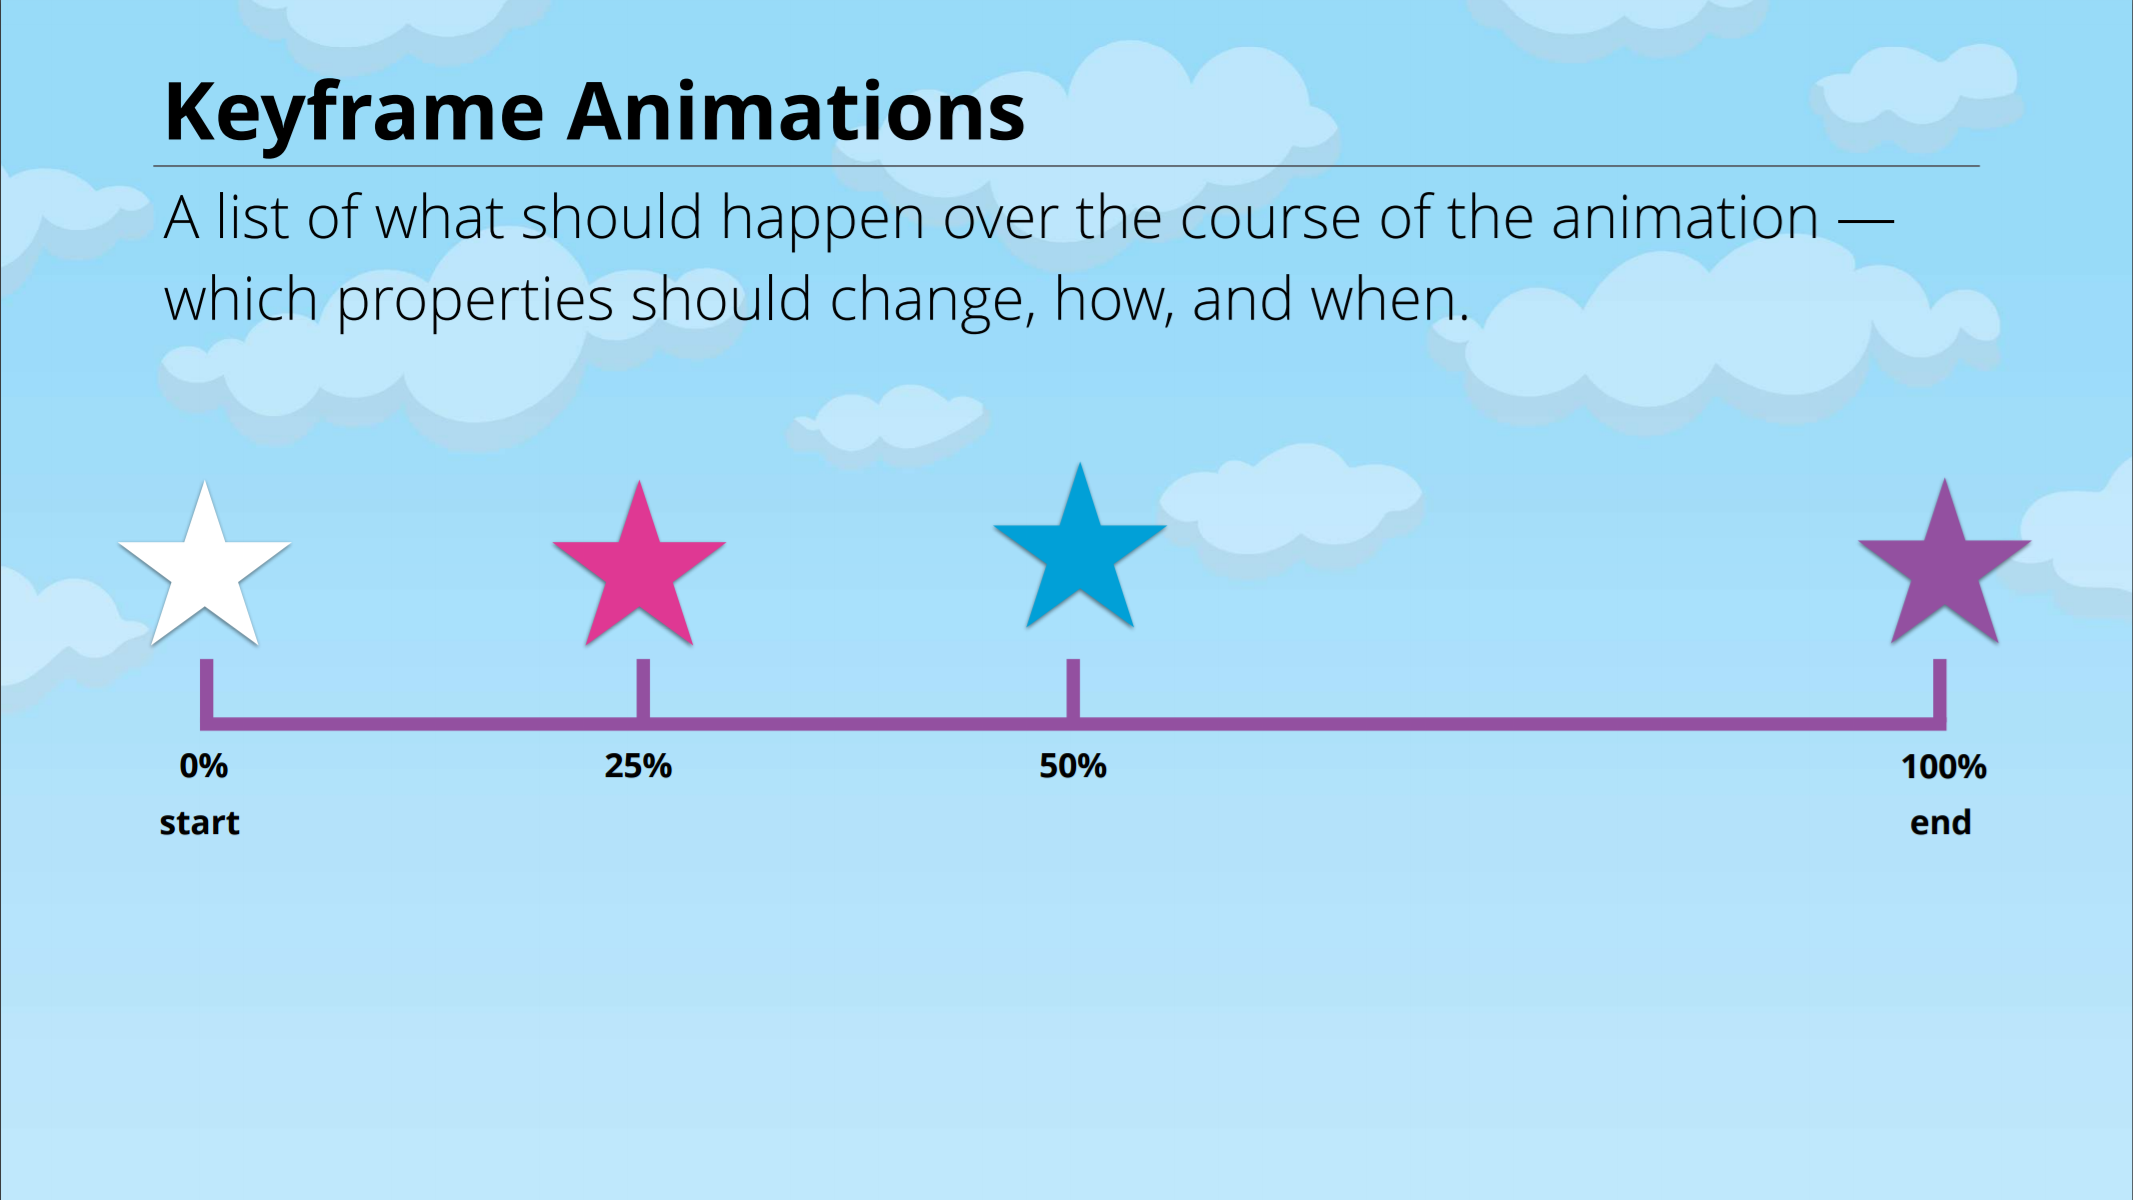 Keyframe Animations
A list of what should happen over the course of the animation —
which properties should change, how, and when.
0%
25%
50%
100%
start
end